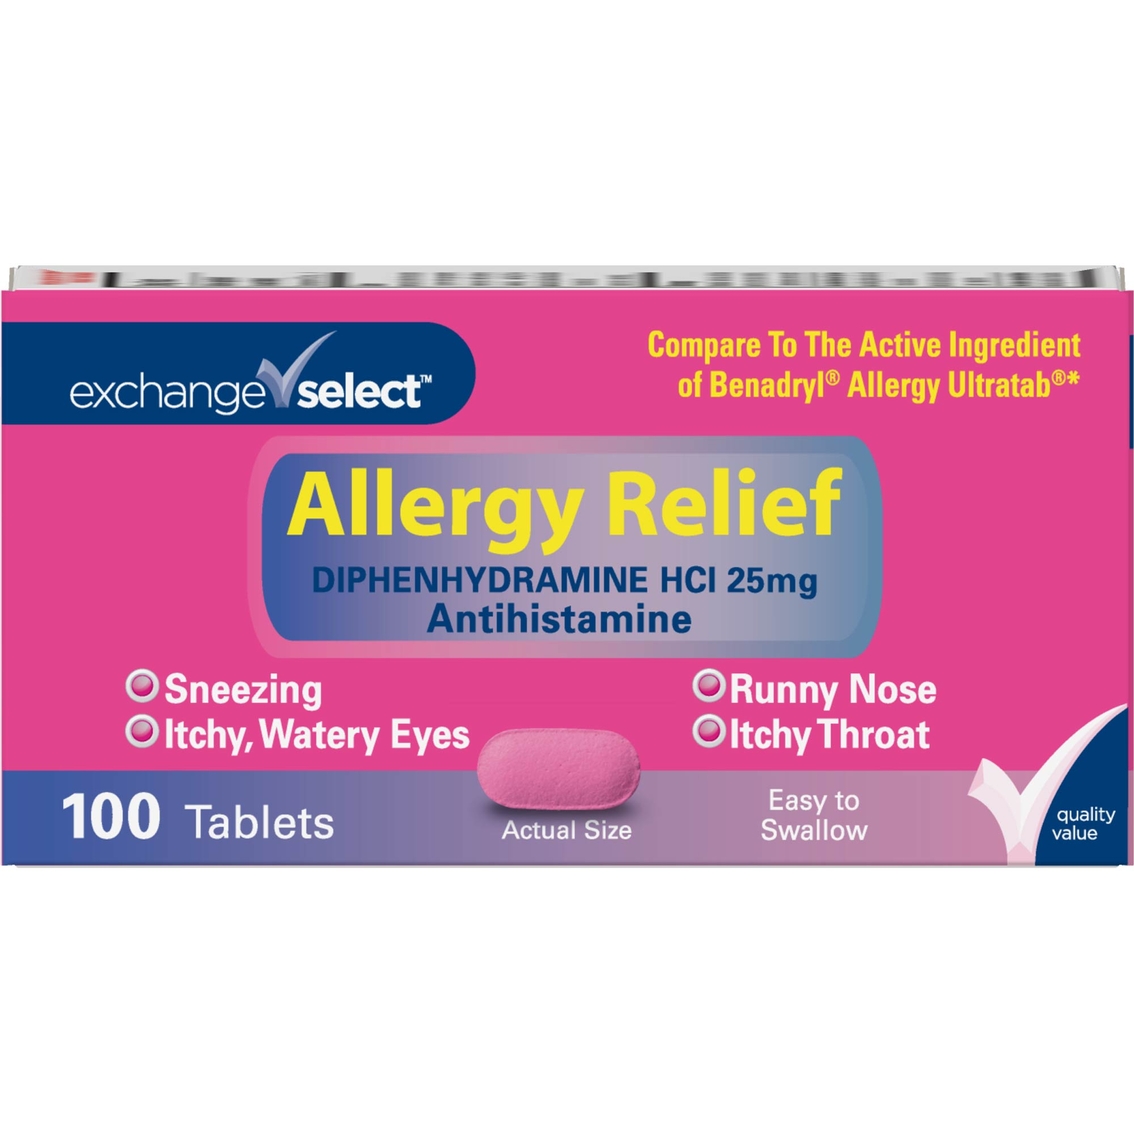 exchange select™
Compare To The Active Ingredient
of Benadryl® Allergy Ultratab®*
Allergy Relief
DIPHENHYDRAMINE HCl 25mg
Antihistamine
Sneezing
Itchy, Watery Eyes
Runny Nose
Itchy Throat
100 Tablets
Actual Size
Easy to
Swallow
quality
value